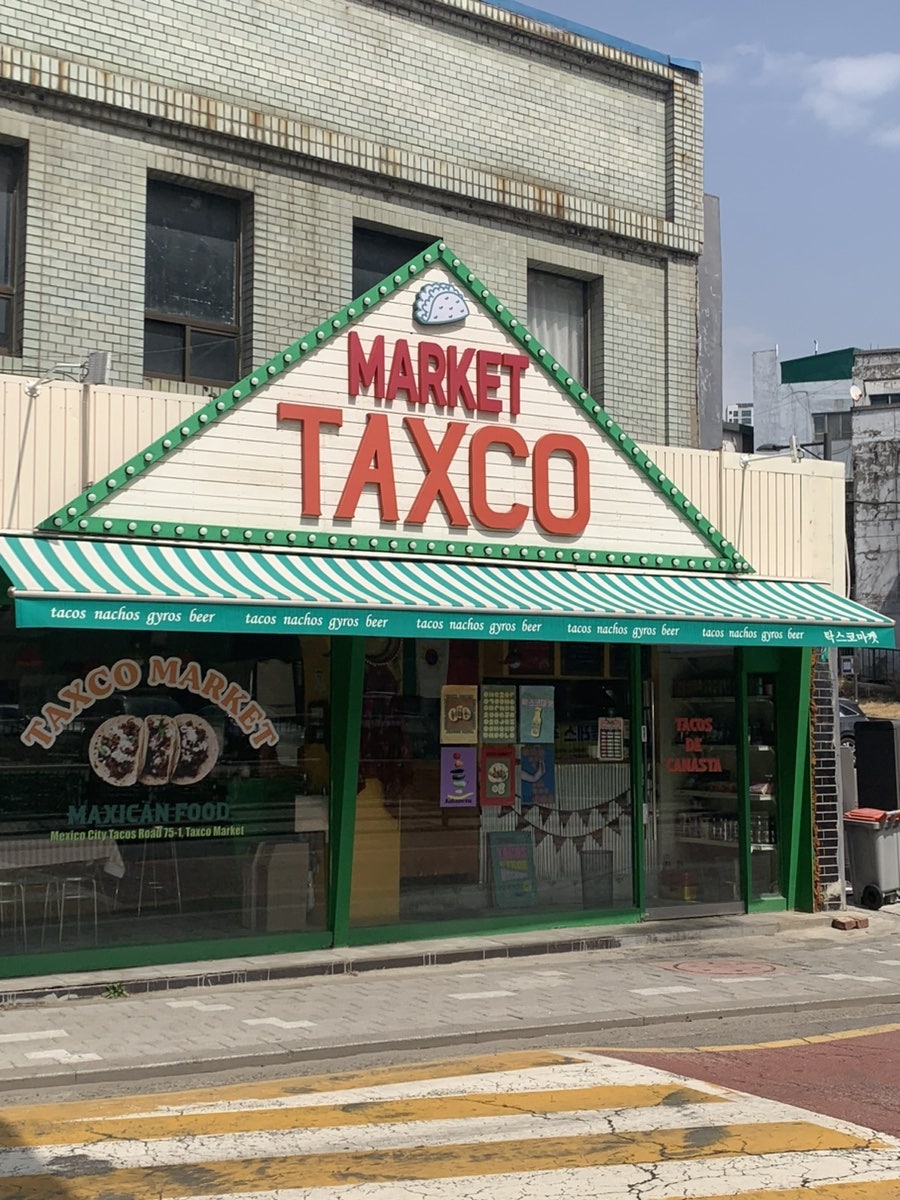 MARKET
TAXCO
tacos nachos gyros beer tacos nachos gyros beer tacos nachos gyros beer tacos nachos gyros beer tacos nachos gyros beer 탁스코마켓
TAXCO MARKET
MAXICAN FOOD
Mexico City Tacos Road 75-1, Taxco Market
TACOS
DE
CANASTA